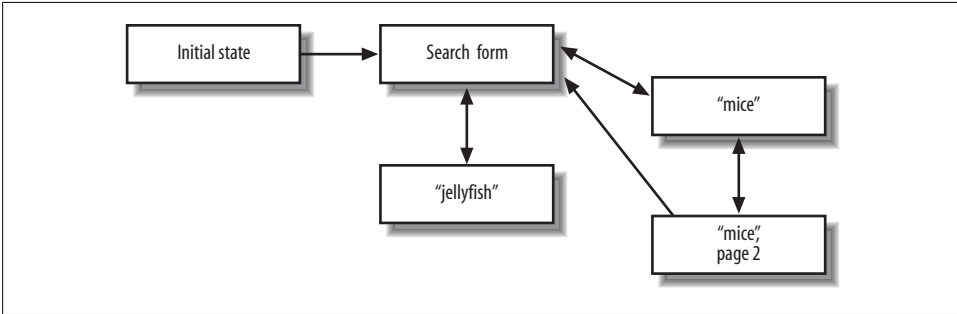 Initial state
Search form
“mice”
“jellyfish”
“mice”,
page 2